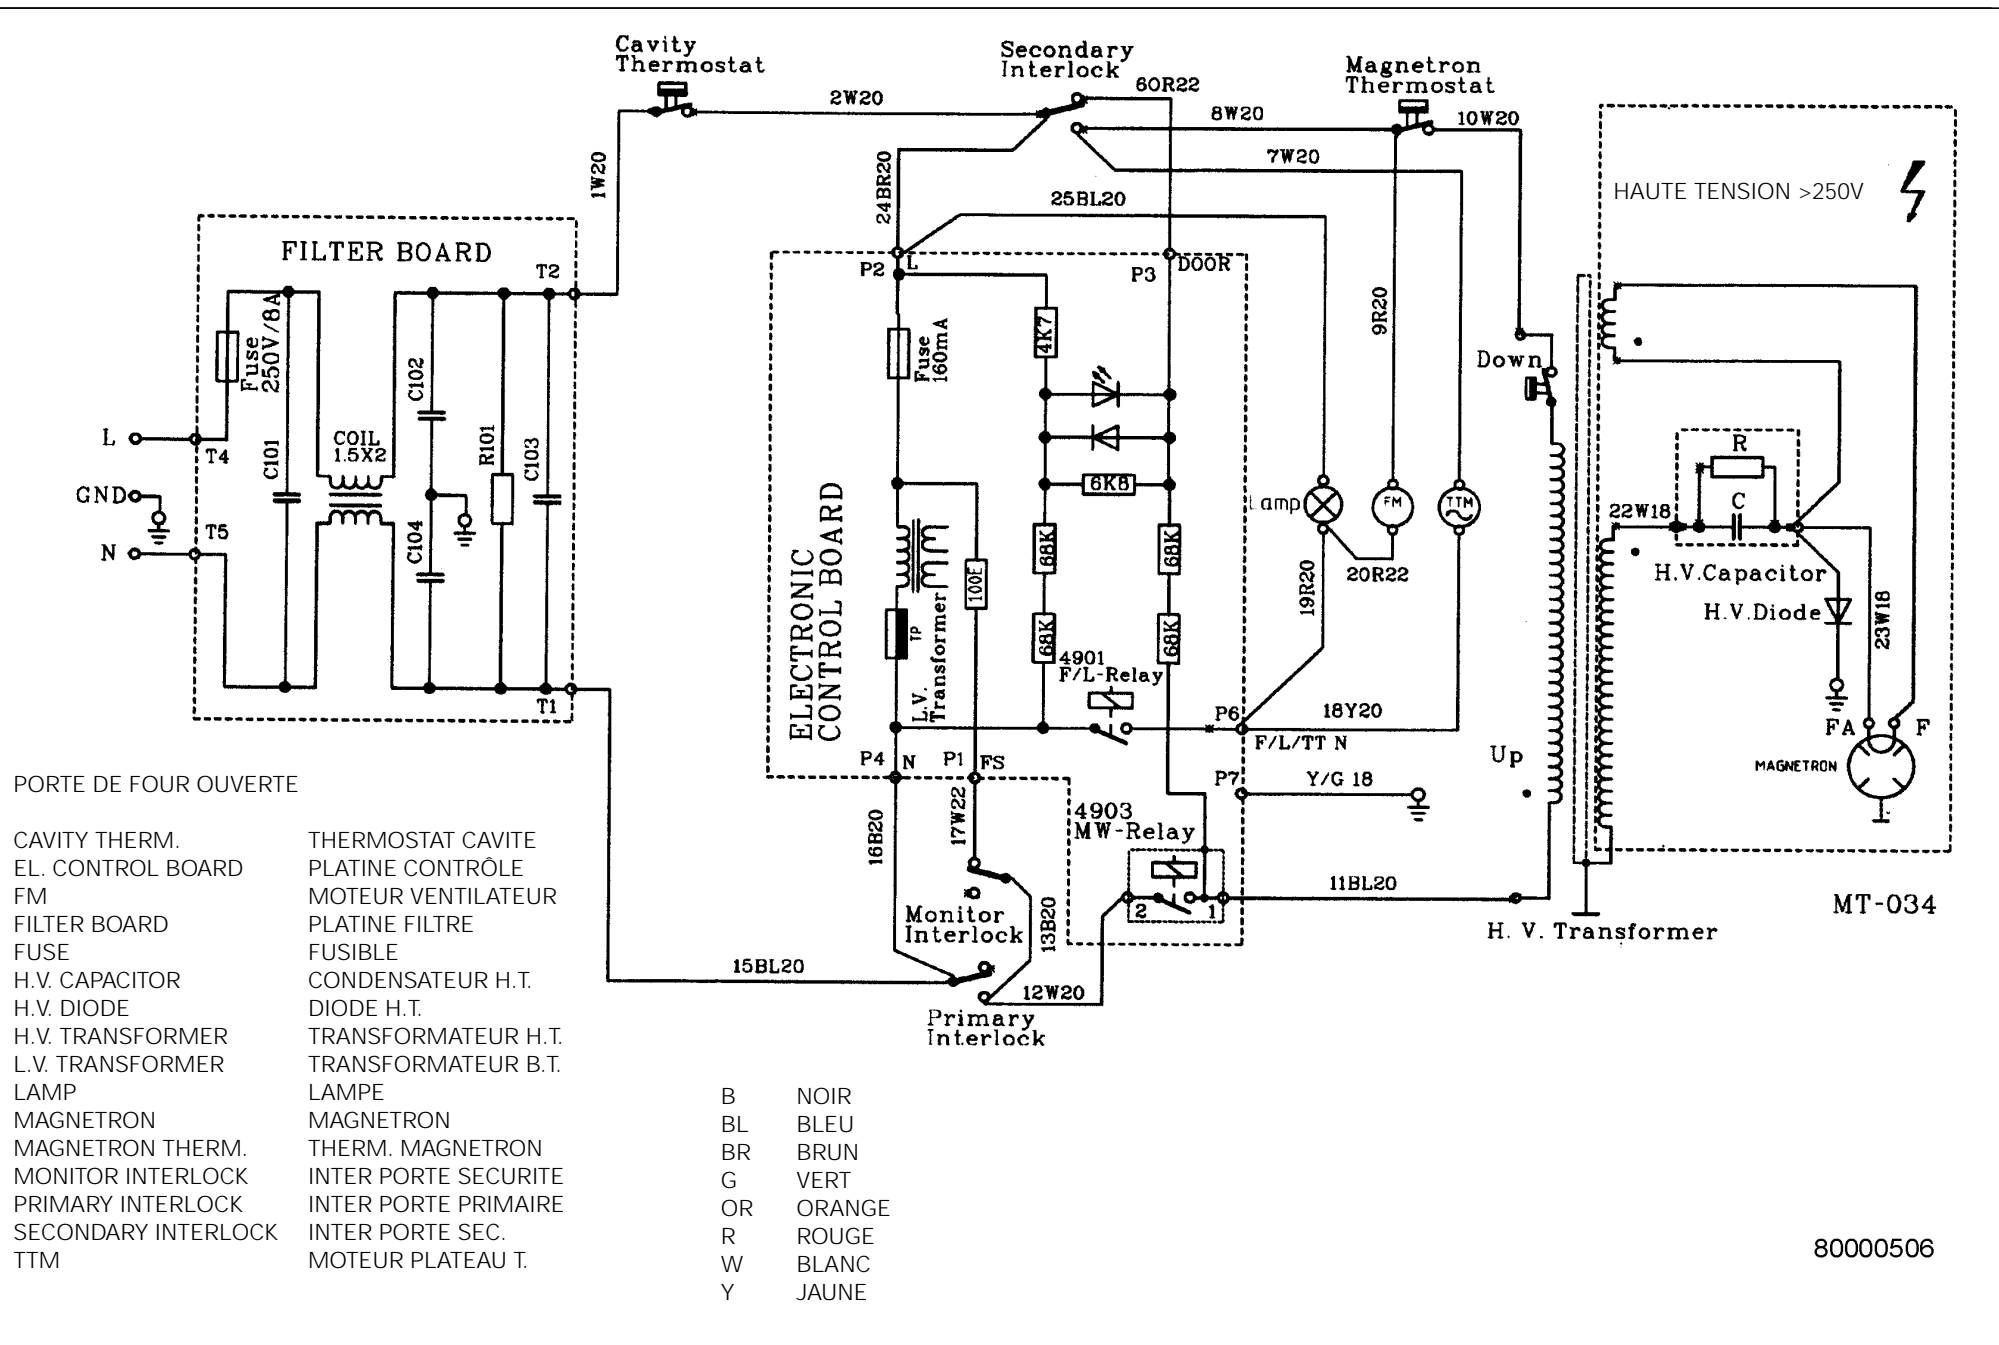 Cavity
Thermostat
Secondary
Interlock
Magnetron
Thermostat
2W20
60R22
8W20
10W20
1W20
24BR20
7W20
25BL20
HAUTE TENSION >250V
FILTER BOARD
T2
P2
L
P3
DOOR
9R20
Fuse
250V/8A
Fuse
160mA
4K7
Down
C102
L
T4
C101
COIL
1.5X2
R101
C103
R
GND
6K8
Lamp
FM
TTM
22W18
C
T5
N
C104
ELECTRONIC
CONTROL BOARD
68K
68K
100E
20R22
19R20
H.V.Capacitor
H.V.Diode
23W18
TP
L.V.
Transformer
68K
68K
4901
F/L-Relay
T1
P6
18Y20
F/L/TT N
FA
F
Up
MAGNETRON
P4
N
P1
FS
P7
Y/G 18
16B20
17W22
4903
MW-Relay
2
1
11BL20
MT-034
Monitor
Interlock
13B20
H. V. Transformer
15BL20
12W20
Primary
Interlock
PORTE DE FOUR OUVERTE
CAVITY THERM. THERMOSTAT CAVITE
EL. CONTROL BOARD PLATINE CONTRÔLE
FM MOTEUR VENTILATEUR
FILTER BOARD PLATINE FILTRE
FUSE FUSIBLE
H.V. CAPACITOR CONDENSATEUR H.T.
H.V. DIODE DIODE H.T.
H.V. TRANSFORMER TRANSFORMATEUR H.T.
L.V. TRANSFORMER TRANSFORMATEUR B.T.
LAMP LAMPE
MAGNETRON MAGNETRON
MAGNETRON THERM. THERM. MAGNETRON
MONITOR INTERLOCK INTER PORTE SECURITE
PRIMARY INTERLOCK INTER PORTE PRIMAIRE
SECONDARY INTERLOCK INTER PORTE SEC.
TTM MOTEUR PLATEAU T.
B NOIR
BL BLEU
BR BRUN
G VERT
OR ORANGE
R ROUGE
W BLANC
Y JAUNE
80000506